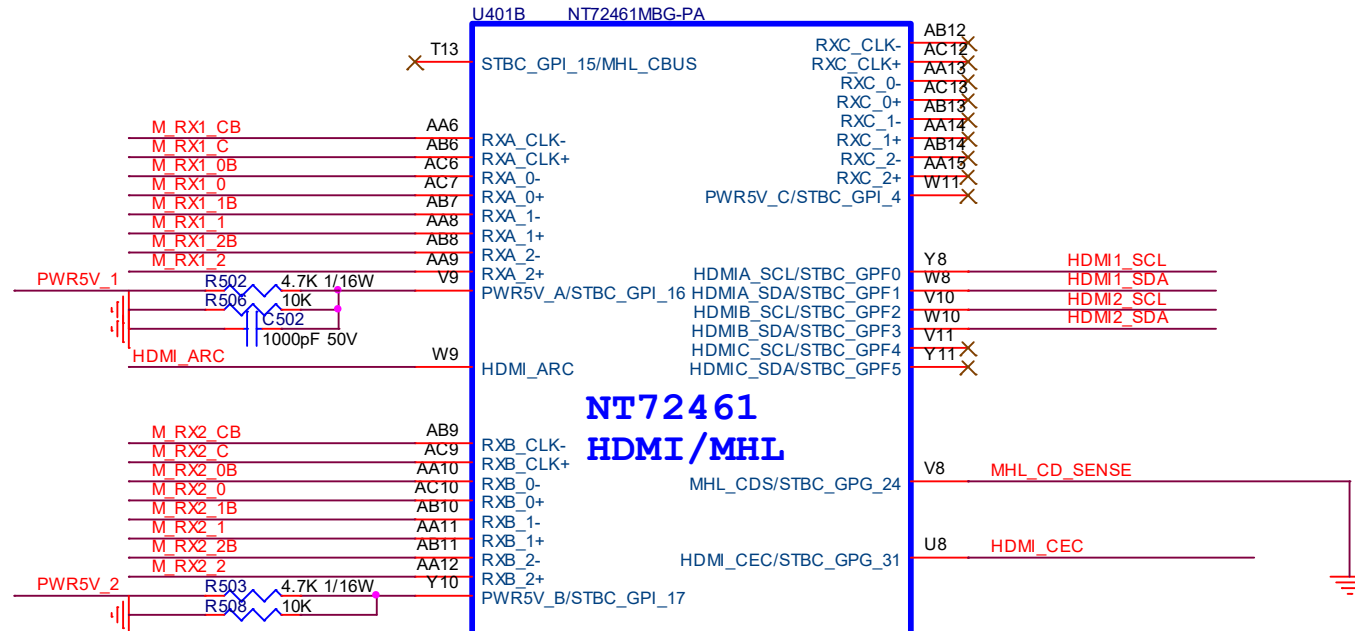 U401B NT72461MBG-PA
T13 STBC_GPI_15/MHL_CBUS
RXC_CLK- AB12
RXC_CLK+ AC12
RXC_0- AA13
RXC_0+ AC13
RXC_1- AB13
RXC_1+ AA14
RXC_2- AB14
RXC_2+ AA15
PWR5V_C/STBC_GPI_4 W11
M_RX1_CB AA6 RXA_CLK-
M_RX1_C AB6 RXA_CLK+
M_RX1_0B AC6 RXA_0-
M_RX1_0 AC7 RXA_0+
M_RX1_1B AB7 RXA_1-
M_RX1_1 AA8 RXA_1+
M_RX1_2B AB8 RXA_2-
M_RX1_2 AA9 RXA_2+
PWR5V_1 R502 4.7K 1/16W V9 PWR5V_A/STBC_GPI_16
R506 10K
C502
1000pF 50V
HDMI_ARC W9 HDMI_ARC
HDMIA_SCL/STBC_GPF0 Y8 HDMI1_SCL
HDMIA_SDA/STBC_GPF1 W8 HDMI1_SDA
HDMIB_SCL/STBC_GPF2 V10 HDMI2_SCL
HDMIB_SDA/STBC_GPF3 W10 HDMI2_SDA
HDMIC_SCL/STBC_GPF4 V11
HDMIC_SDA/STBC_GPF5 Y11
NT72461
HDMI/MHL
M_RX2_CB AB9 RXB_CLK-
M_RX2_C AC9 RXB_CLK+
M_RX2_0B AA10 RXB_0-
M_RX2_0 AC10 RXB_0+
M_RX2_1B AB10 RXB_1-
M_RX2_1 AA11 RXB_1+
M_RX2_2B AB11 RXB_2-
M_RX2_2 AA12 RXB_2+
PWR5V_2 R503 4.7K 1/16W Y10 PWR5V_B/STBC_GPI_17
R508 10K
MHL_CDS/STBC_GPG_24 V8 MHL_CD_SENSE
HDMI_CEC/STBC_GPG_31 U8 HDMI_CEC